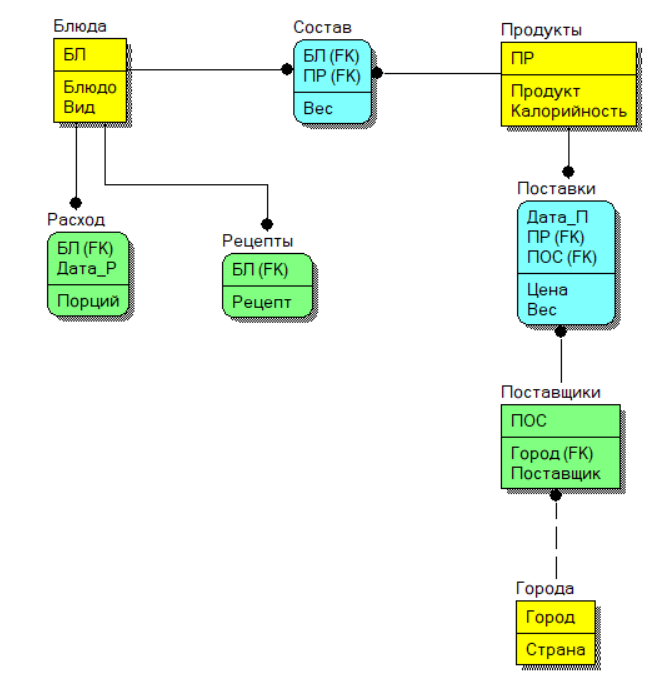 Блюда
БЛ
Блюдо
Вид
Состав
БЛ (FK)
ПР (FK)
Вес
Продукты
ПР
Продукт
Калорийность
Расход
БЛ (FK)
Дата_Р
Порций
Рецепты
БЛ (FK)
Рецепт
Поставки
Дата_П
ПР (FK)
ПОС (FK)
Цена
Вес
Поставщики
ПОС
Город (FK)
Поставщик
Города
Город
Страна